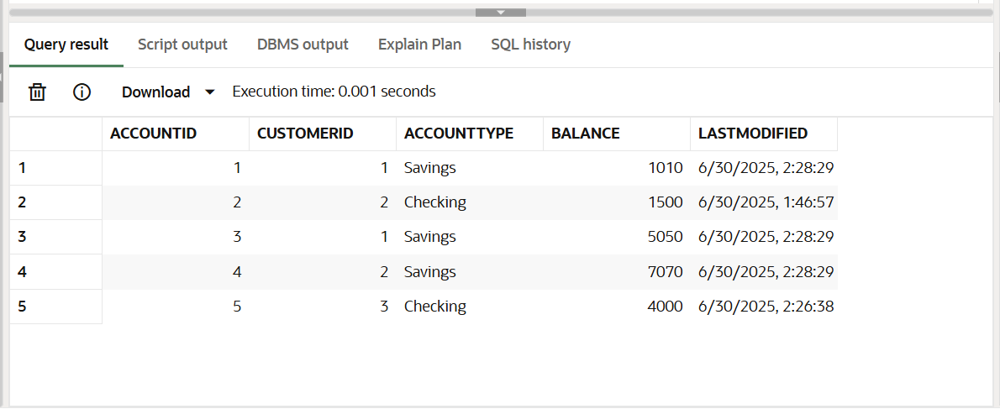 Query result Script output DBMS output Explain Plan SQL history
Download Execution time: 0.001 seconds
ACCOUNTID CUSTOMERID ACCOUNTTYPE BALANCE LASTMODIFIED
1 1 1 Savings 1010 6/30/2025, 2:28:29
2 2 2 Checking 1500 6/30/2025, 1:46:57
3 3 1 Savings 5050 6/30/2025, 2:28:29
4 4 2 Savings 7070 6/30/2025, 2:28:29
5 5 3 Checking 4000 6/30/2025, 2:26:38